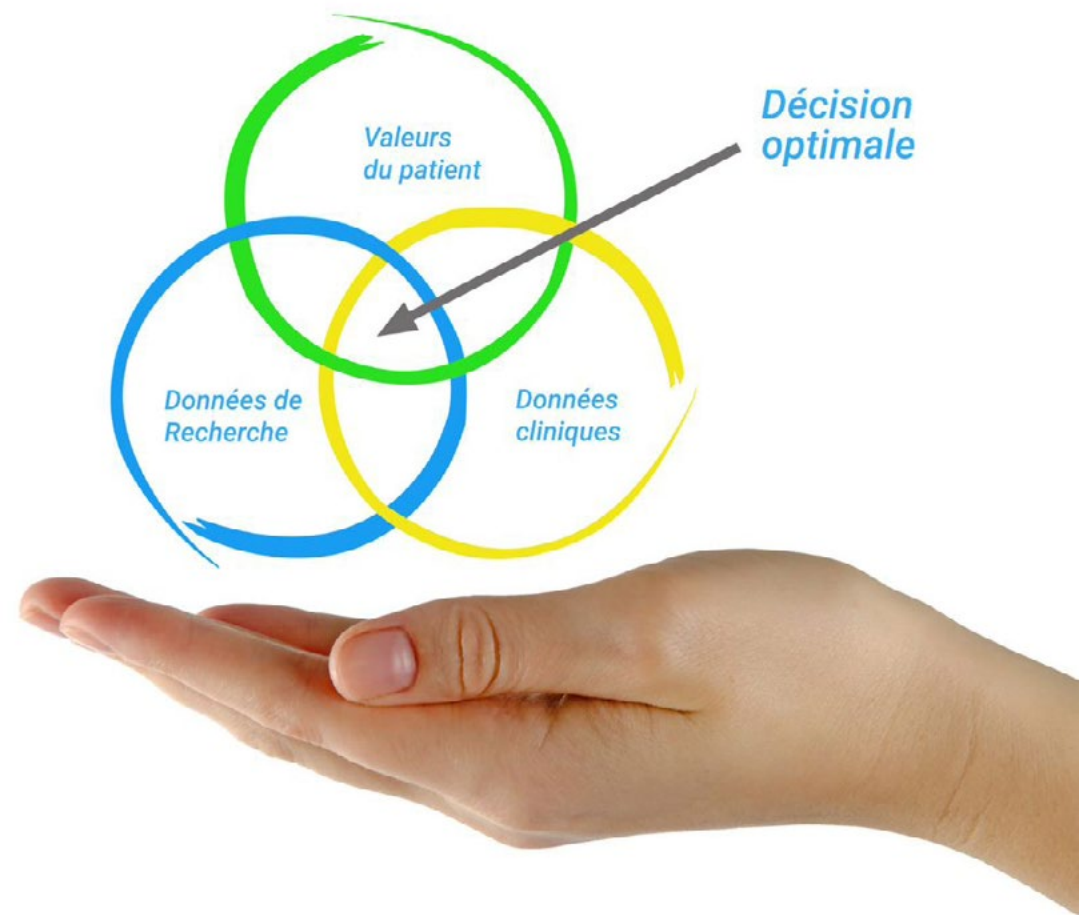 Décision
optimale
Valeurs
du patient
Données de
Recherche
Données
cliniques